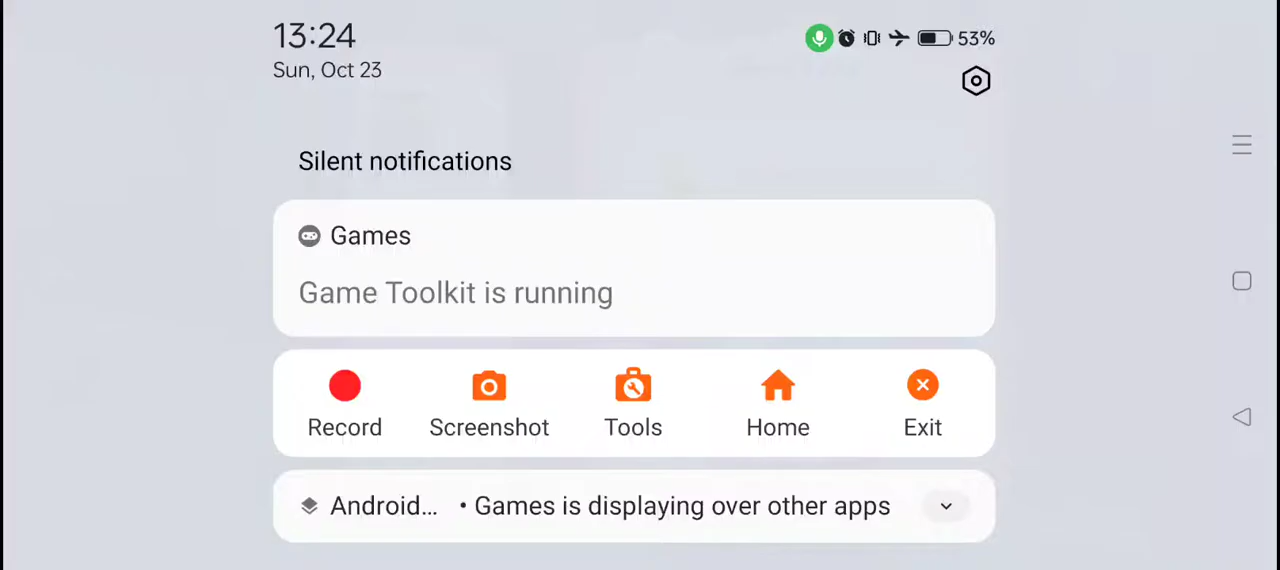 13:24
53%
Sun, Oct 23
Silent notifications
Games
Game Toolkit is running
Record Screenshot Tools Home Exit
Android... • Games is displaying over other apps